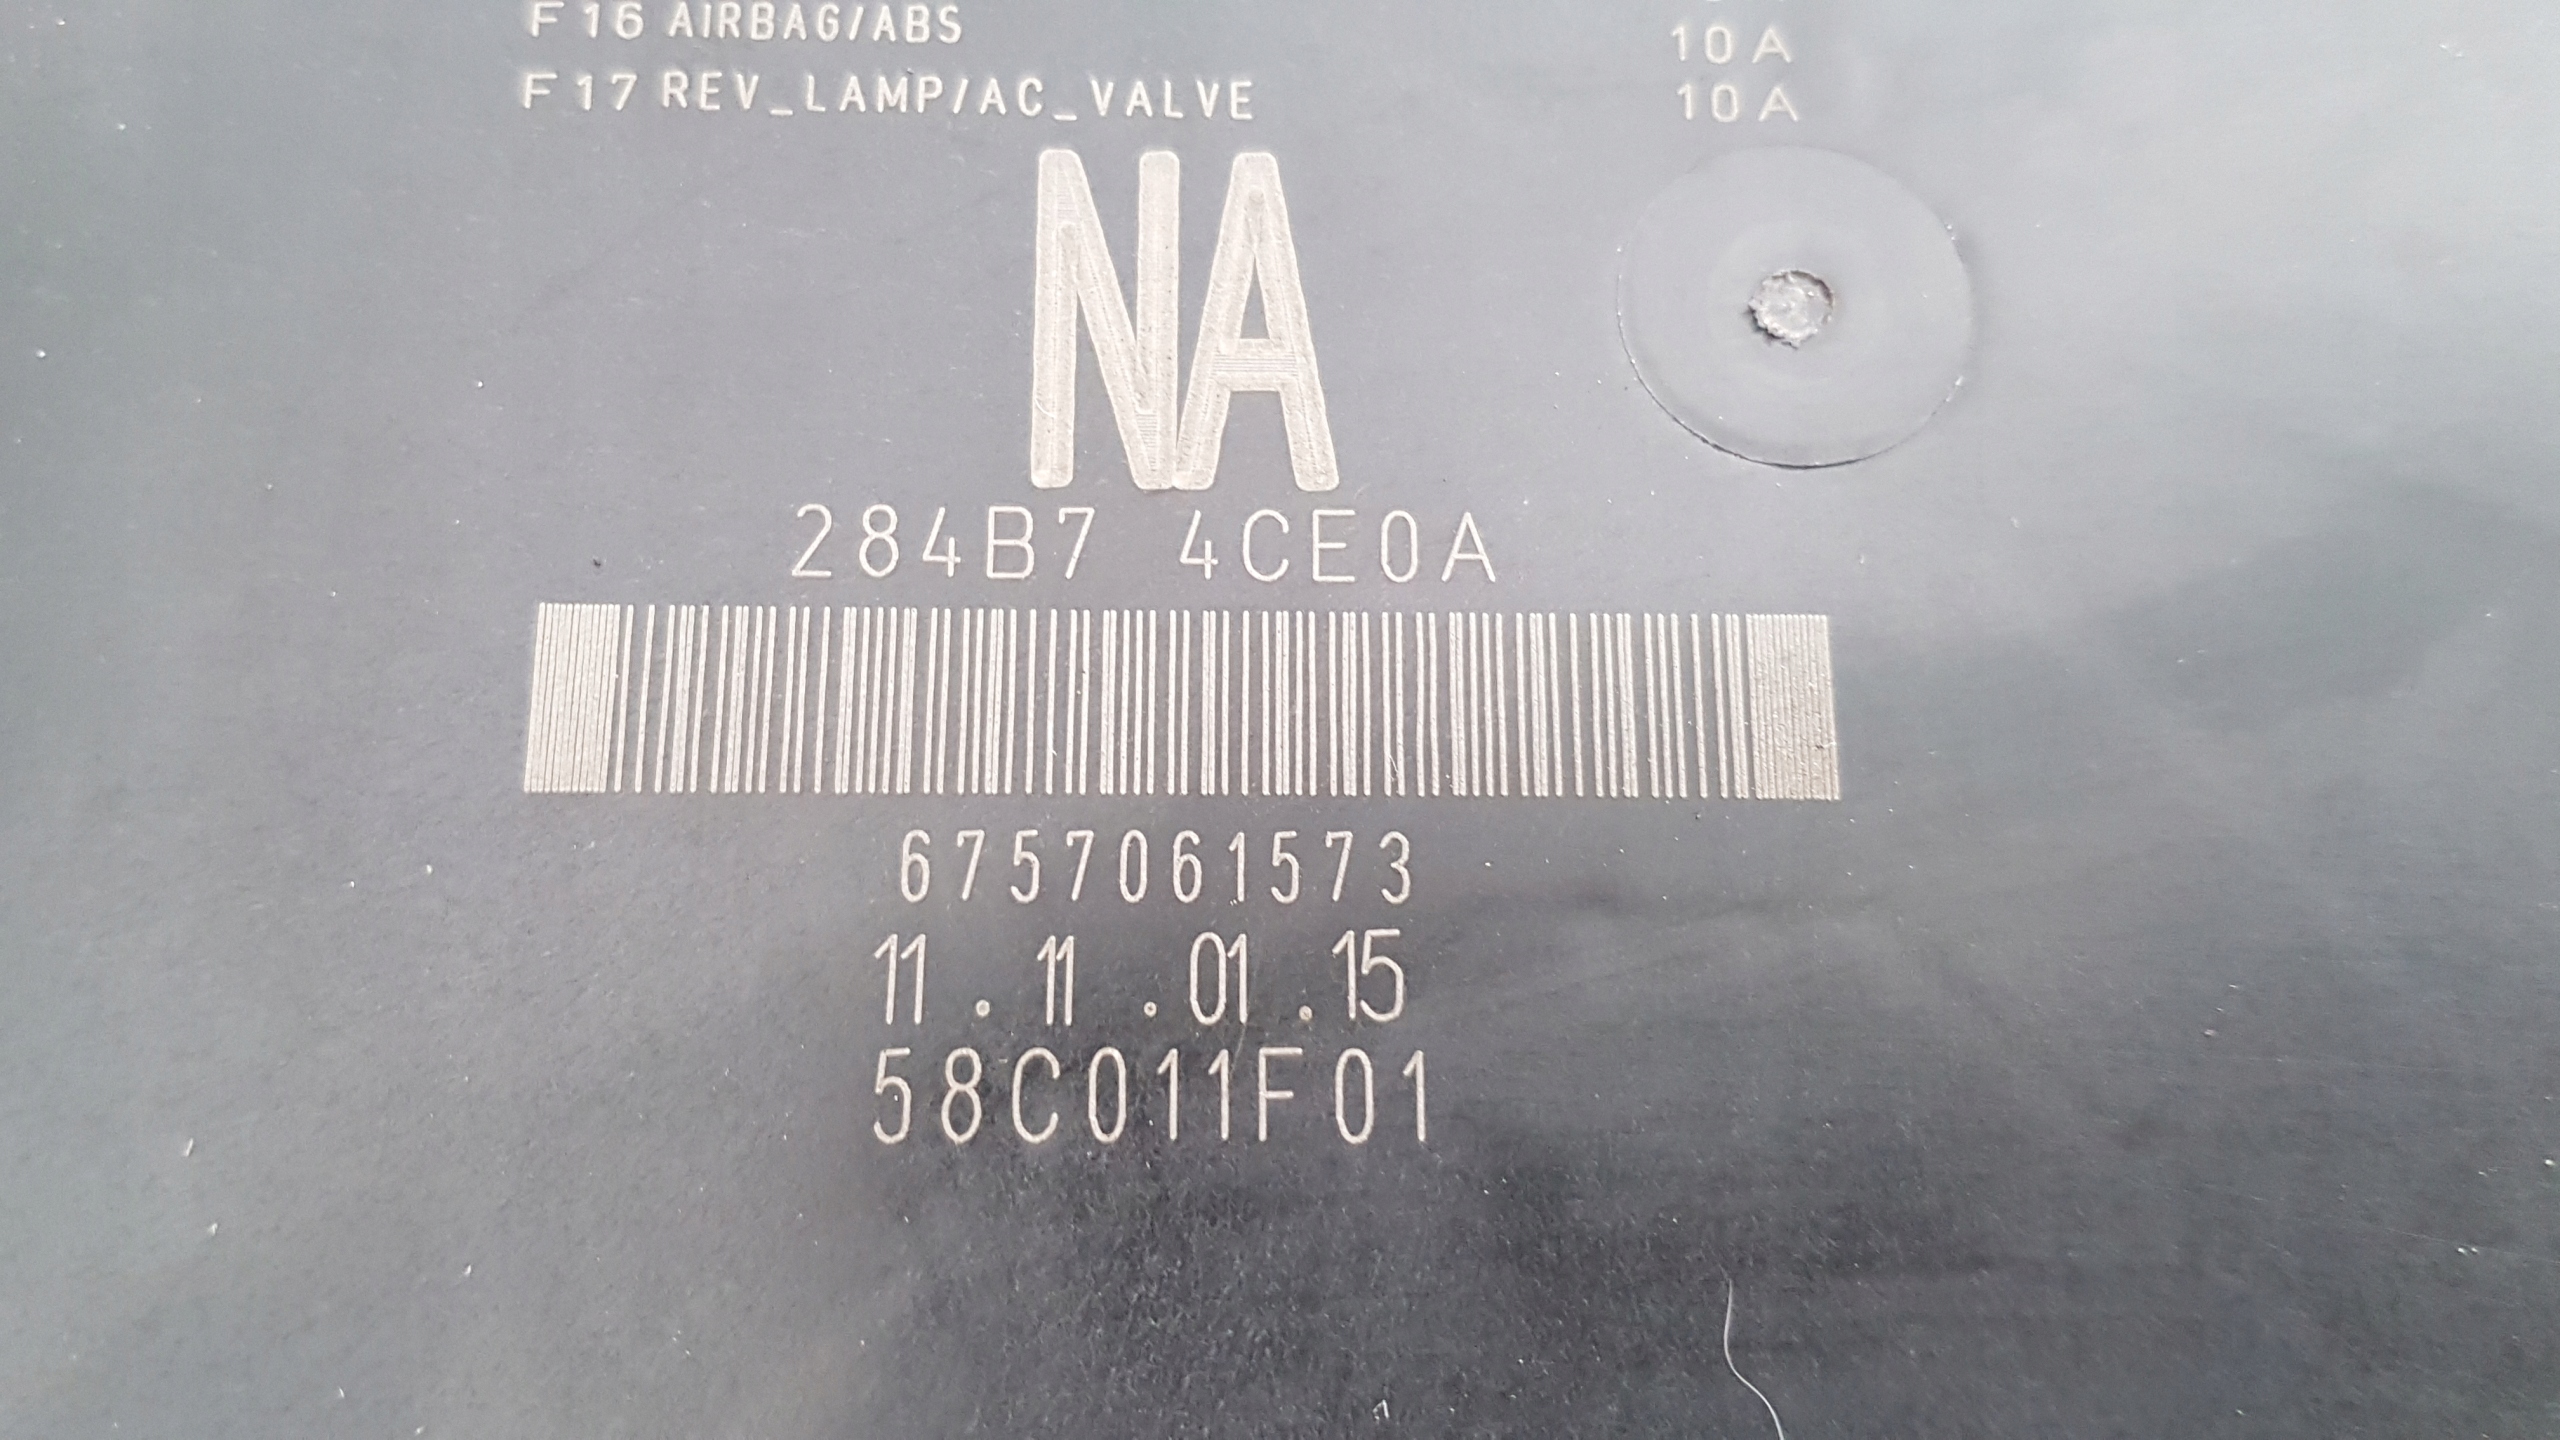 F16 AIRBAG/ABS 10A
F17 REV_LAMP/AC_VALVE 10A
NA
284B7 4CE0A
6757061573
11.11.01.15
58C011F01